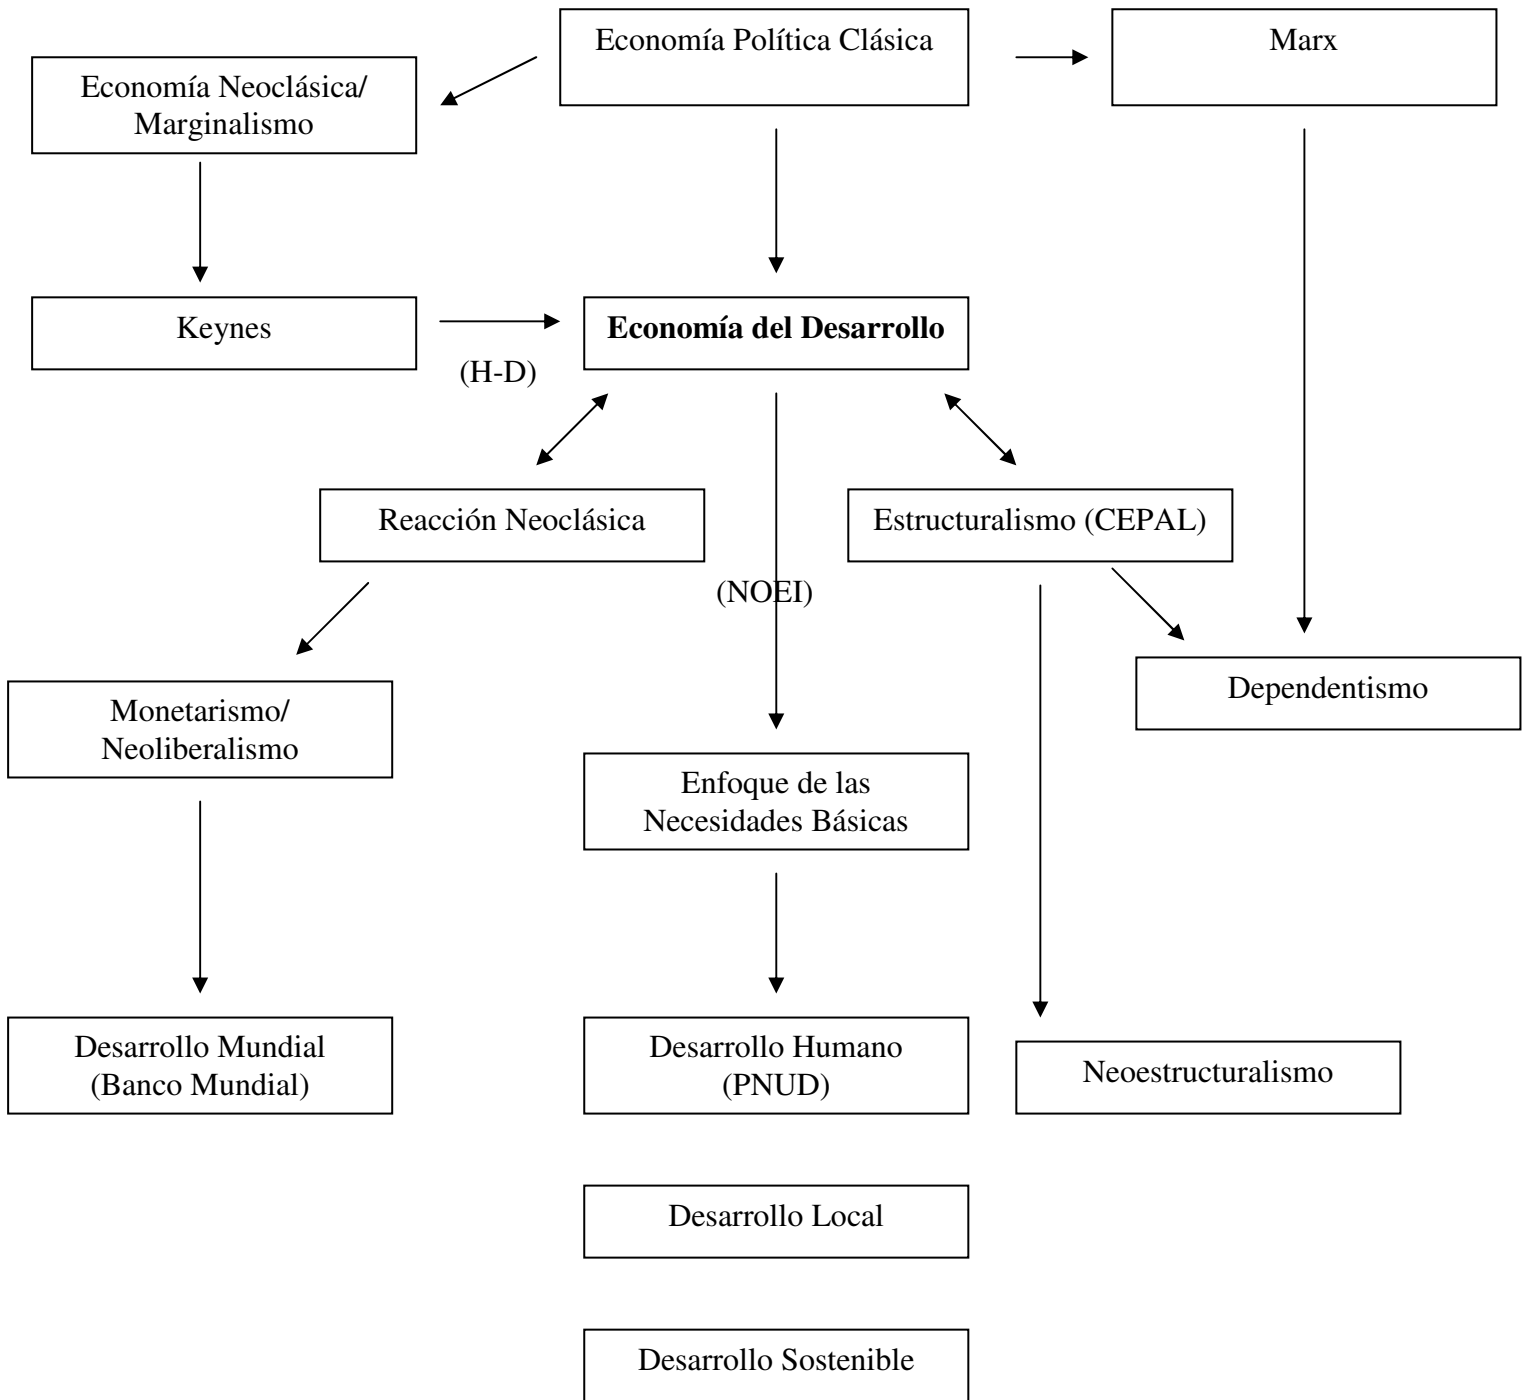 Economía Política Clásica
Marx
Economía Neoclásica/
Marginalismo
Keynes
(H-D)
Economía del Desarrollo
Reacción Neoclásica
Estructuralismo (CEPAL)
(NOEI)
Dependentismo
Monetarismo/
Neoliberalismo
Enfoque de las
Necesidades Básicas
Desarrollo Mundial
(Banco Mundial)
Desarrollo Humano
(PNUD)
Neoestructuralismo
Desarrollo Local
Desarrollo Sostenible